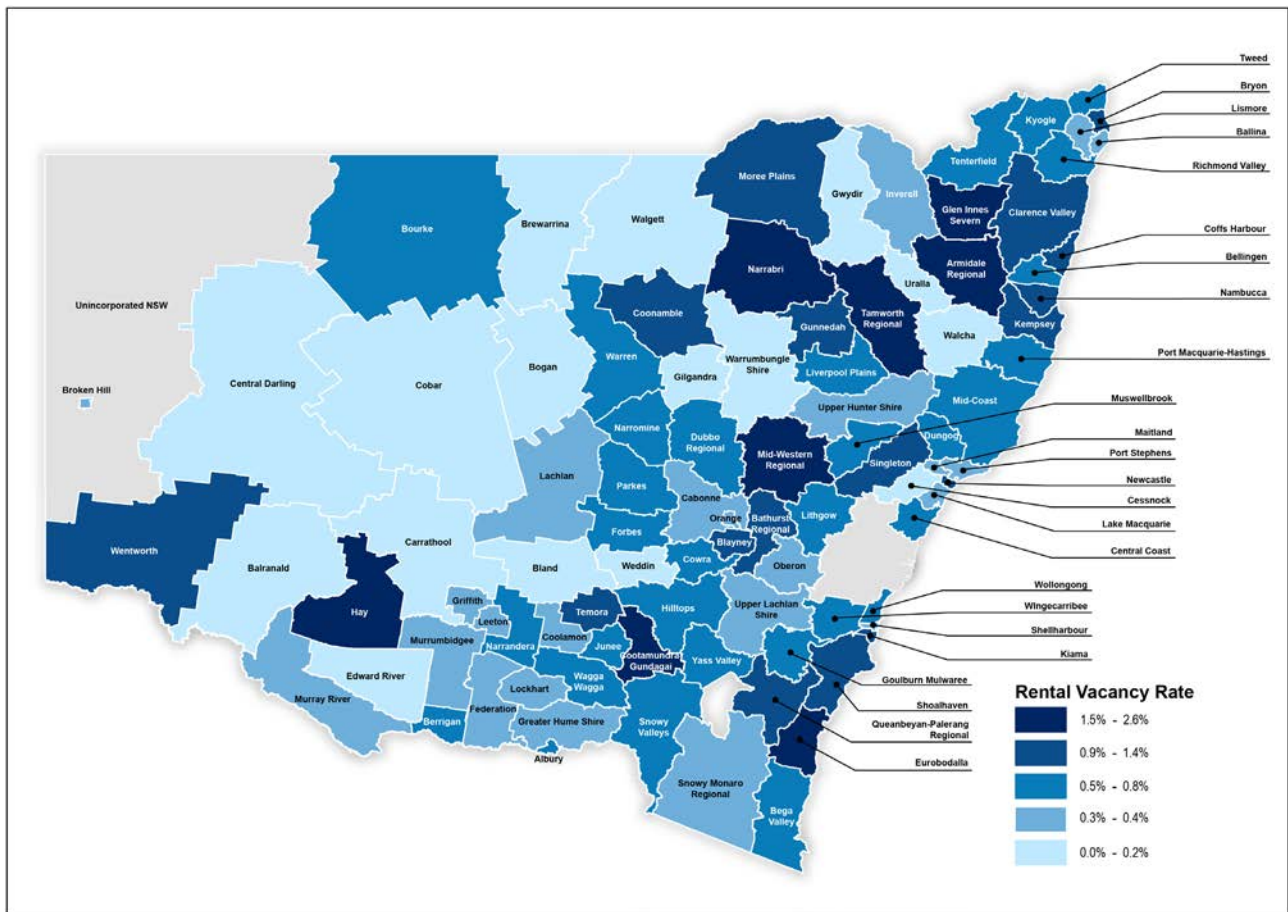 Tweed
Bryon
Lismore
Ballina
Richmond Valley
Kyogle
Tenterfield
Moree Plains
Gwydir
Inverell
Glen Innes
Severn
Clarence Valley
Coffs Harbour
Bellingen
Nambucca
Bourke
Brewarrina
Walgett
Narrabri
Armidale
Regional
Uralla
Unincorporated NSW
Coonamble
Tamworth
Regional
Gunnedah
Walcha
Kempsey
Port Macquarie-Hastings
Central Darling
Cobar
Bogan
Warren
Gilgandra
Warrumbungle
Shire
Liverpool Plains
Broken Hill
Upper Hunter Shire
Mid-Coast
Muswellbrook
Narromine
Dubbo
Regional
Mid-Western
Regional
Dungog
Singleton
Maitland
Port Stephens
Newcastle
Cessnock
Lake Macquarie
Central Coast
Lachlan
Parkes
Cabonne
Orange
Bathurst
Regional
Lithgow
Forbes
Blayney
Wentworth
Carrathool
Balranald
Bland
Weddin
Cowra
Oberon
Hay
Griffith
Leeton
Temora
Hilltops
Upper Lachlan
Shire
Wollongong
WIngecarribee
Shellharbour
Kiama
Murrumbidgee
Narrandera
Coolamon
Junee
Cootamundra
Gundagai
Yass Valley
Goulburn Mulwaree
Edward River
Murray River
Lockhart
Wagga
Wagga
Berrigan
Federation
Greater Hume Shire
Snowy
Valleys
Albury
Shoalhaven
Queanbeyan-Palerang
Regional
Eurobodalla
Snowy Monaro
Regional
Bega
Valley
Rental Vacancy Rate
1.5% - 2.6%
0.9% - 1.4%
0.5% - 0.8%
0.3% - 0.4%
0.0% - 0.2%